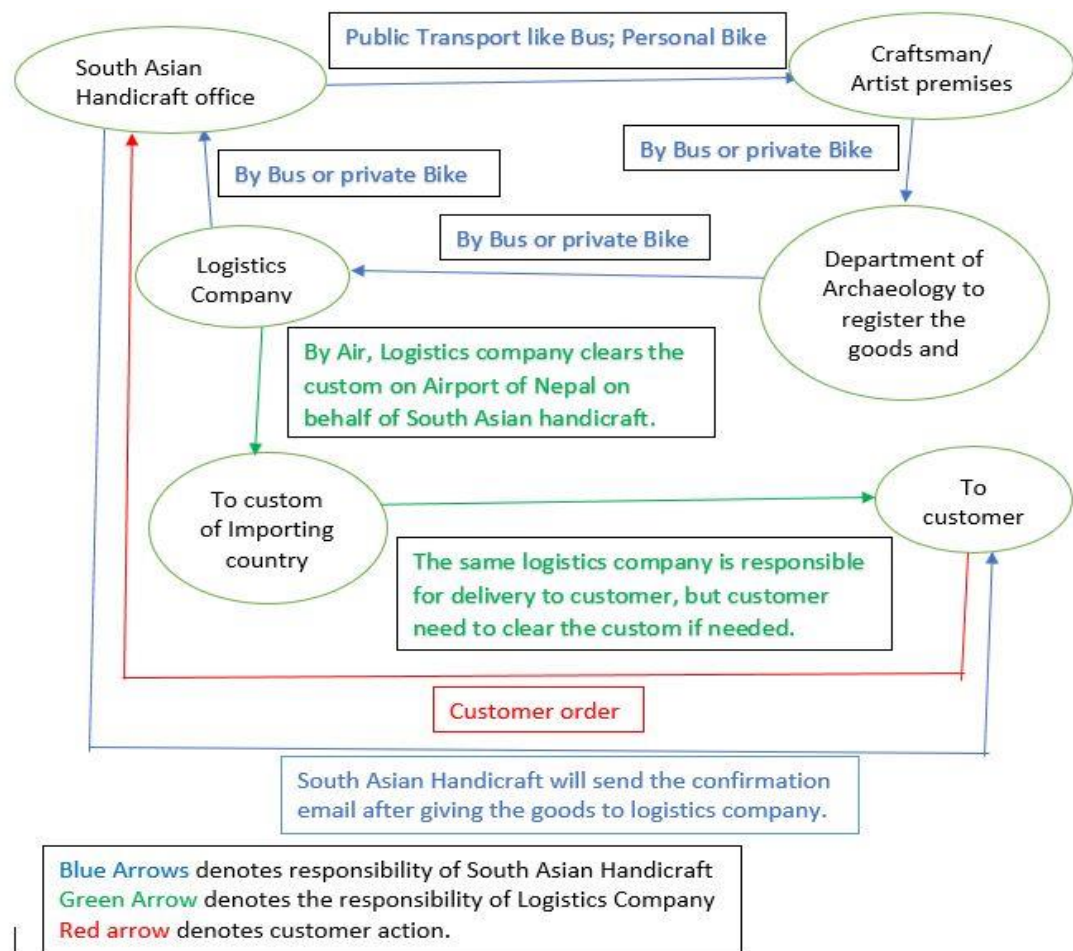 Public Transport like Bus; Personal Bike
South Asian
Handicraft office
Craftsman/
Artist premises
By Bus or private Bike
By Bus or private Bike
By Bus or private Bike
Logistics
Company
Department of
Archaeology to
register the
goods and
By Air, Logistics company clears the
custom on Airport of Nepal on
behalf of South Asian handicraft.
To custom
of Importing
country
To
customer
The same logistics company is responsible
for delivery to customer, but customer
need to clear the custom if needed.
Customer order
South Asian Handicraft will send the confirmation
email after giving the goods to logistics company.
Blue Arrows denotes responsibility of South Asian Handicraft
Green Arrow denotes the responsibility of Logistics Company
Red arrow denotes customer action.